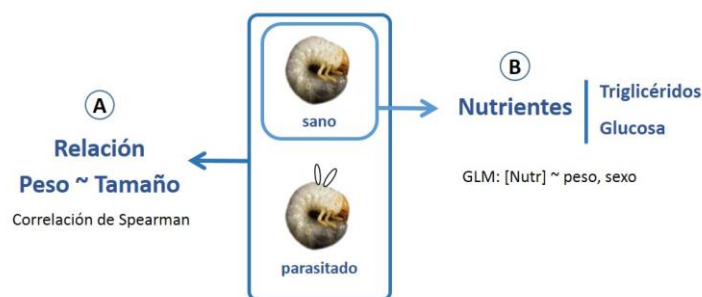 A
Relación
Peso ~ Tamaño
Correlación de Spearman
sano
parasitado
B
Nutrientes
Triglicéridos
Glucosa
GLM: [Nutr] ~ peso, sexo